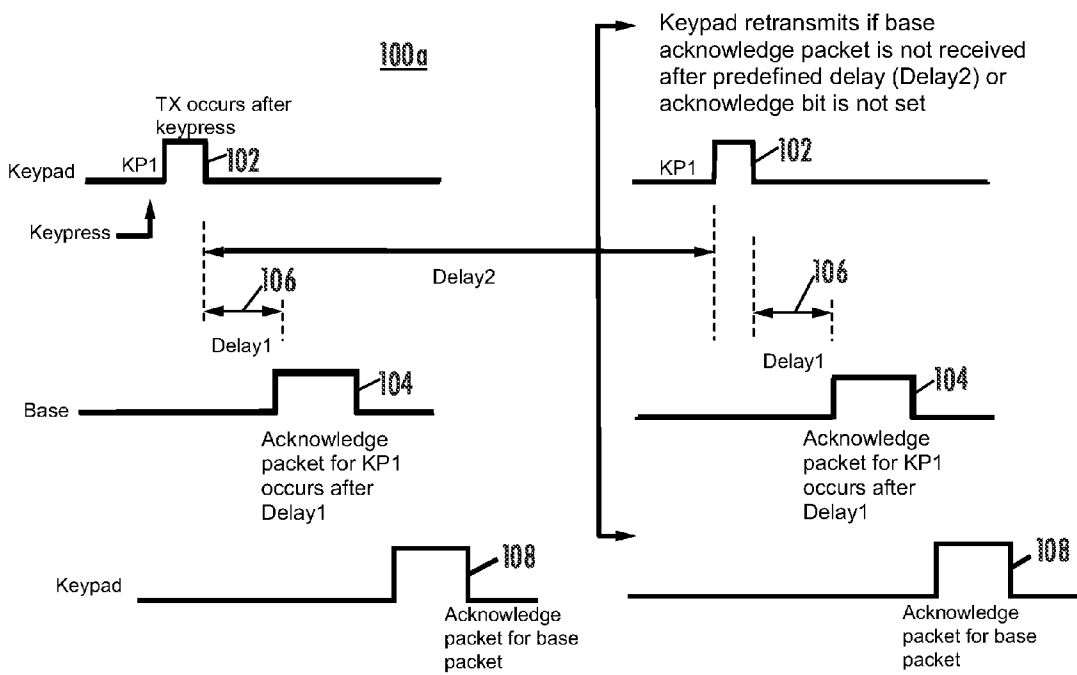 100a
Keypad retransmits if base
acknowledge packet is not received
after predefined delay (Delay2) or
acknowledge bit is not set
TX occurs after
keypress
Keypad
KP1
102
KP1
102
Keypress
Delay2
106
Delay1
106
Delay1
Base
104
104
Acknowledge
packet for KP1
occurs after
Delay1
Acknowledge
packet for KP1
occurs after
Delay1
Keypad
108
108
Acknowledge
packet for base
packet
Acknowledge
packet for base
packet